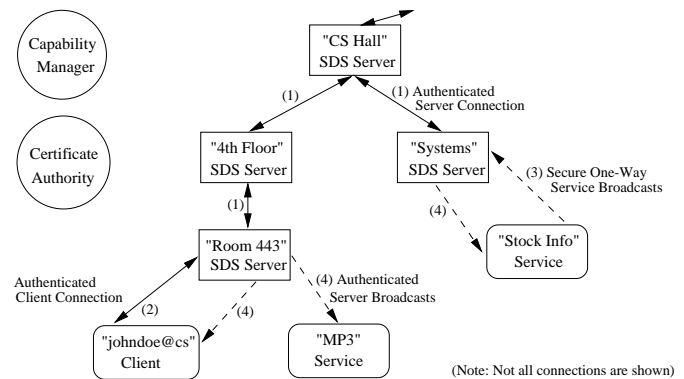 Capability
Manager
"CS Hall"
SDS Server
(1)
(1) Authenticated
Server Connection
Certificate
Authority
"4th Floor"
SDS Server
"Systems"
SDS Server
(3) Secure One-Way
Service Broadcasts
(1)
(4)
"Room 443"
SDS Server
"Stock Info"
Service
Authenticated
Client Connection
(2)
(4)
(4) Authenticated
Server Broadcasts
"johndoe@cs"
Client
"MP3"
Service
(Note: Not all connections are shown)